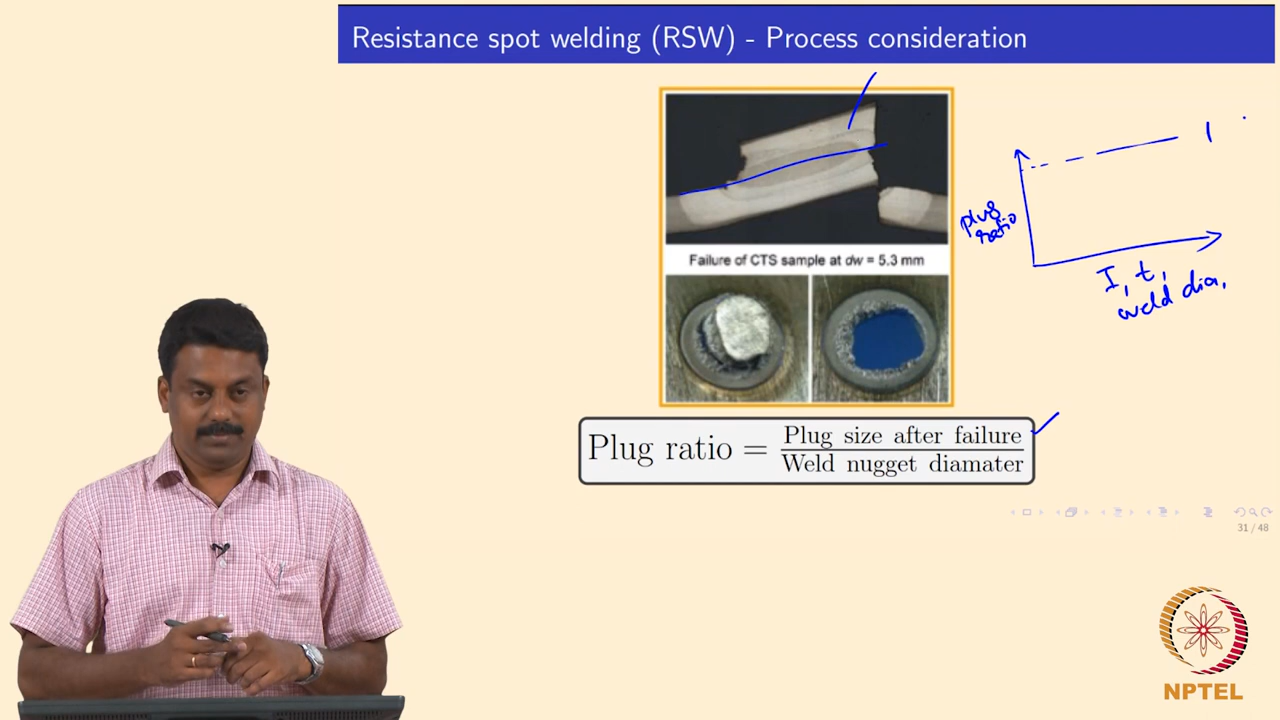 Resistance spot welding (RSW) - Process consideration
Failure of CTS sample at dw = 5.3 mm
plug
ratio
1
I, t,
weld dia,
Plug ratio = Plug size after failure
Weld nugget diamater
31 / 48
NPTEL